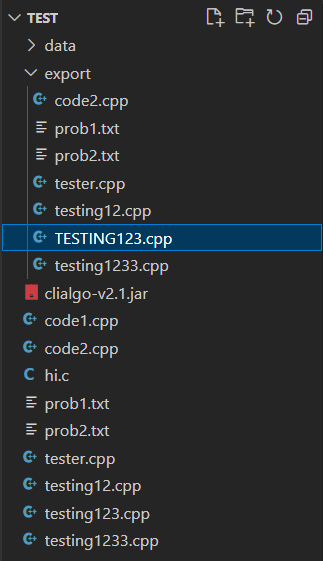 TEST
data
export
code2.cpp
prob1.txt
prob2.txt
tester.cpp
testing12.cpp
TESTING123.cpp
testing1233.cpp
clialgo-v2.1.jar
code1.cpp
code2.cpp
C hi.c
prob1.txt
prob2.txt
tester.cpp
testing12.cpp
testing123.cpp
testing1233.cpp